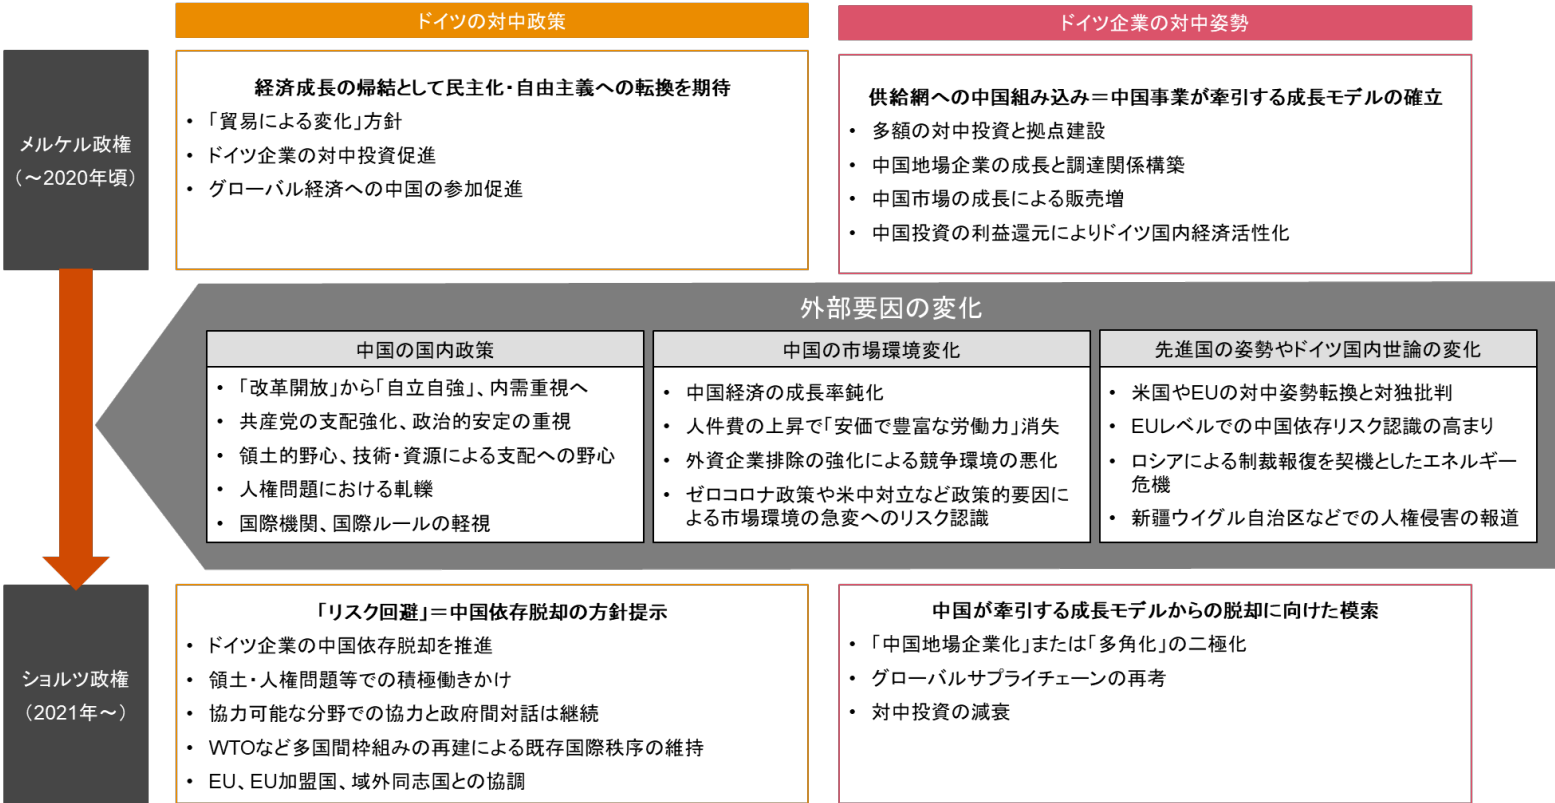 ドイツの対中政策
ドイツ企業の対中姿勢
メルケル政権
（～2020年頃）
経済成長の帰結として民主化・自由主義への転換を期待
• 「貿易による変化」方針
• ドイツ企業の対中投資促進
• グローバル経済への中国の参加促進
供給網への中国組み込み＝中国事業が牽引する成長モデルの確立
• 多額の対中投資と拠点建設
• 中国地場企業の成長と調達関係構築
• 中国市場の成長による販売増
• 中国投資の利益還元によりドイツ国内経済活性化
外部要因の変化
中国の国内政策
• 「改革開放」から「自立自強」、内需重視へ
• 共産党の支配強化、政治的安定の重視
• 領土的野心、技術・資源による支配への野心
• 人権問題における軋轢
• 国際機関、国際ルールの軽視
中国の市場環境変化
• 中国経済の成長率鈍化
• 人件費の上昇で「安価で豊富な労働力」消失
• 外資企業排除の強化による競争環境の悪化
• ゼロコロナ政策や米中対立など政策的要因に
よる市場環境の急変へのリスク認識
先進国の姿勢やドイツ国内世論の変化
• 米国やEUの対中姿勢転換と対独批判
• EUレベルでの中国依存リスク認識の高まり
• ロシアによる制裁報復を契機としたエネルギー
危機
• 新疆ウイグル自治区などでの人権侵害の報道
ショルツ政権
（2021年～）
「リスク回避」＝中国依存脱却の方針提示
• ドイツ企業の中国依存脱却を推進
• 領土・人権問題等での積極働きかけ
• 協力可能な分野での協力と政府間対話は継続
• WTOなど多国間枠組みの再建による既存国際秩序の維持
• EU、EU加盟国、域外同志国との協調
中国が牽引する成長モデルからの脱却に向けた模索
• 「中国地場企業化」または「多角化」の二極化
• グローバルサプライチェーンの再考
• 対中投資の減衰